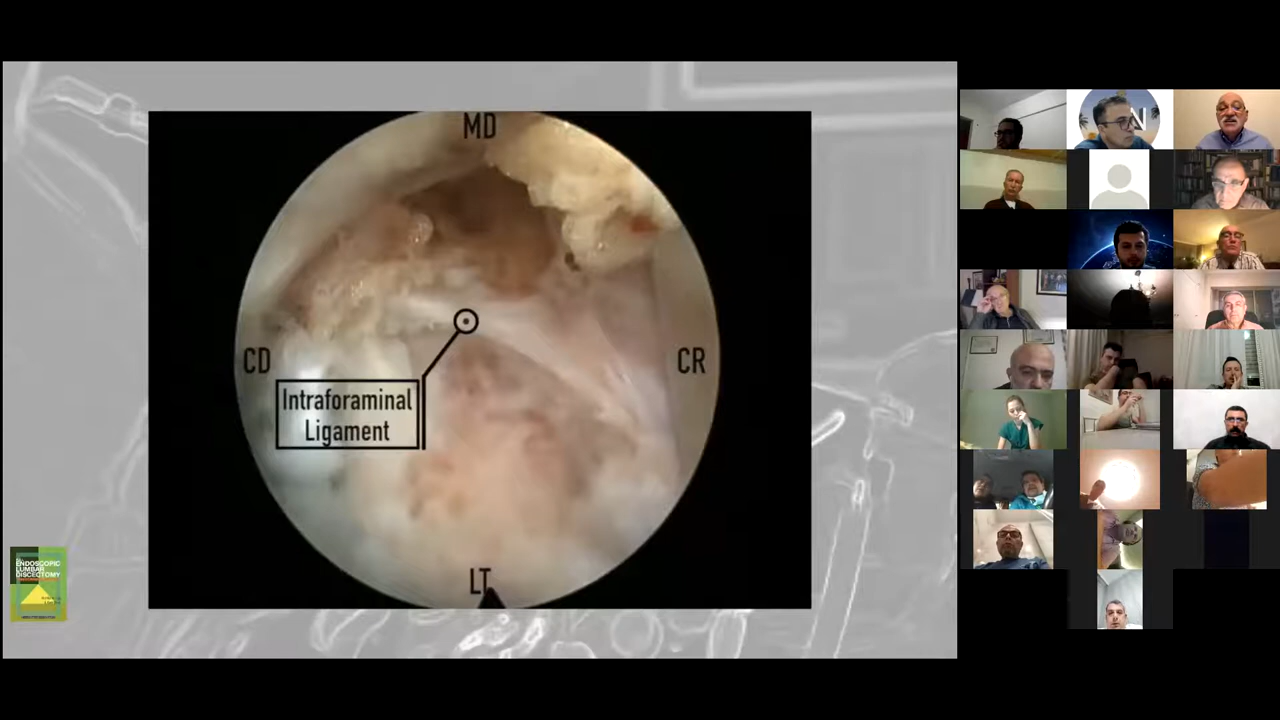 MD
CD
CR
Intraforaminal
Ligament
LT
ENDOSCOPIC
LUMBAR
DISCECTOMY
N